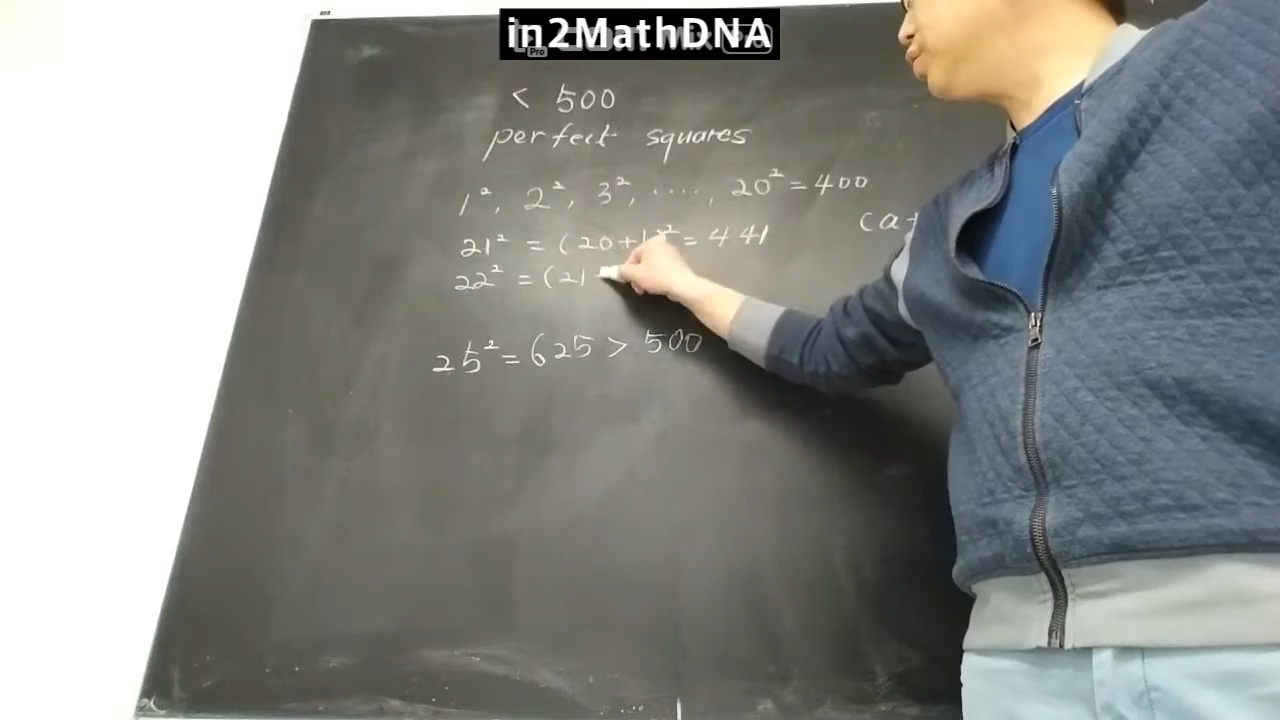 in2MathDNA
< 500
perfect squares
1², 2², 3², ....., 20² = 400
21² = (20+1)² = 441
(a+
22² = (21
25² = 625 > 500